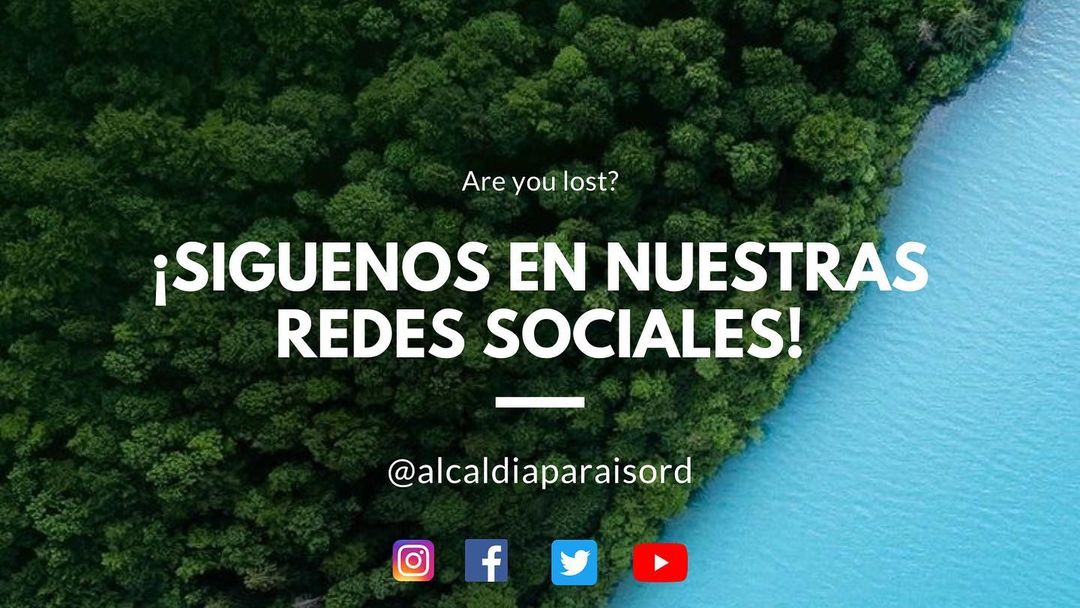 Are you lost?
¡SIGUENOS EN NUESTRAS
REDES SOCIALES!
@alcaldiaparaisord